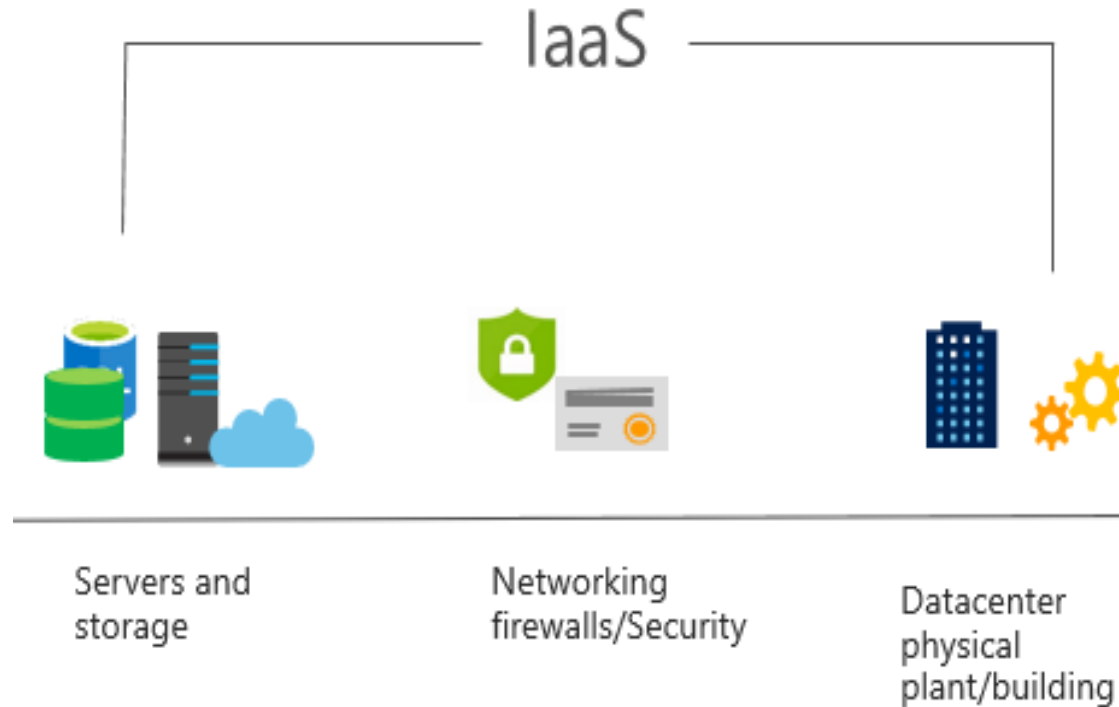 IaaS
Servers and
storage
Networking
firewalls/Security
Datacenter
physical
plant/building